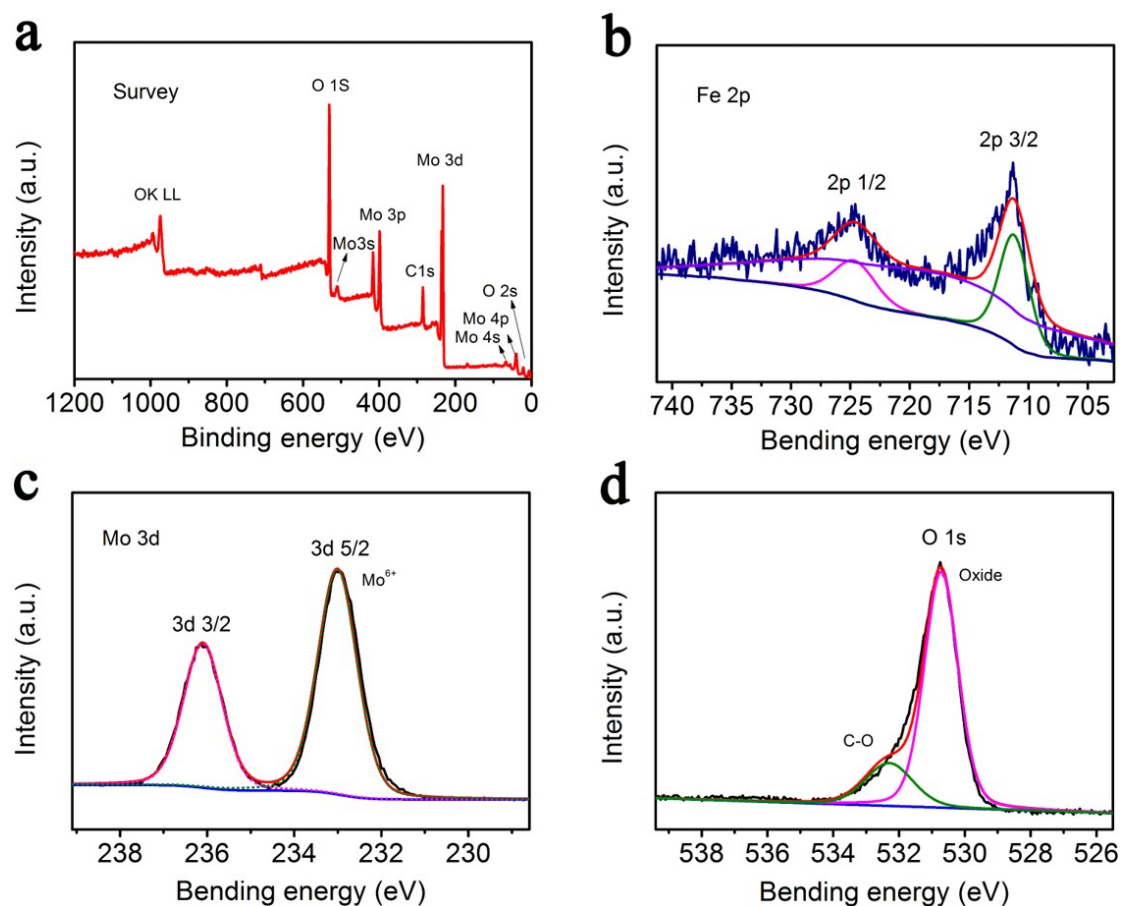 a
Survey
O 1S
Mo 3d
OK LL
Mo 3p
Mo3s
C1s
O 2s
Mo 4p
Mo 4s
1200 1000 800 600 400 200 0
Binding energy (eV)
Intensity (a.u.)
b
Fe 2p
2p 3/2
2p 1/2
740 735 730 725 720 715 710 705
Bending energy (eV)
Intensity (a.u.)
c
Mo 3d
3d 5/2
Mo⁶⁺
3d 3/2
238 236 234 232 230
Bending energy (eV)
Intensity (a.u.)
d
O 1s
Oxide
C-O
538 536 534 532 530 528 526
Bending energy (eV)
Intensity (a.u.)